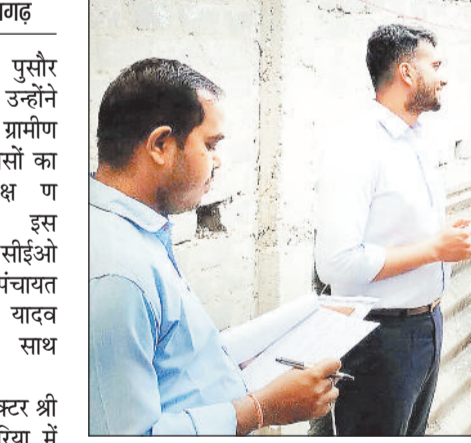 गढ़
पुसौर
उन्होंने
ग्रामीण
सों का
क्ष ण
इस
सीईओ
पंचायत
यादव
साथ
क्टर श्री
रिया में